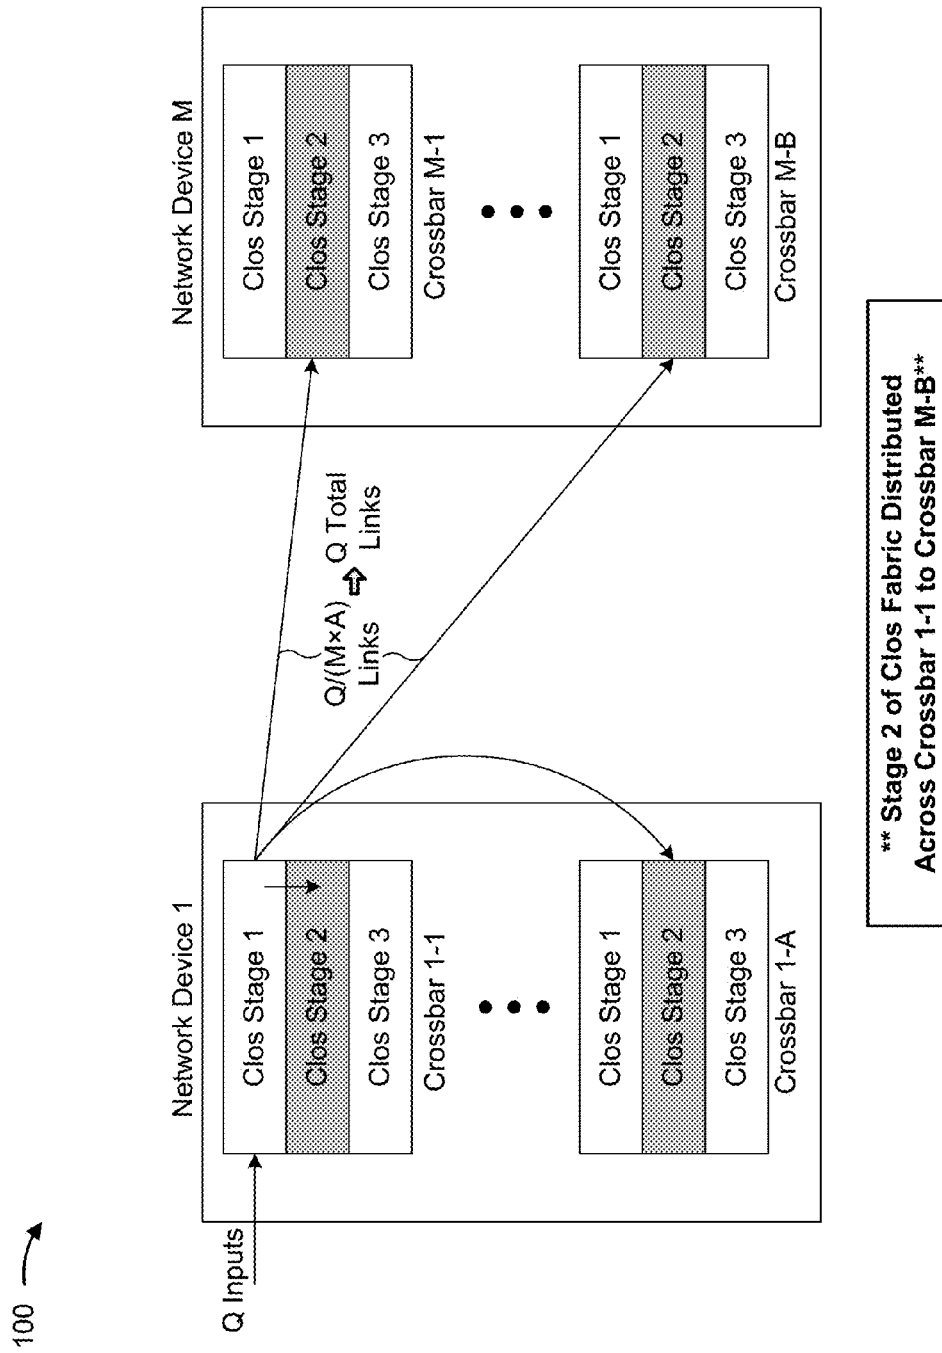 100
Network Device 1
Network Device M
Q Inputs
Clos Stage 1
Clos Stage 2
Clos Stage 3
Crossbar 1-1
Clos Stage 1
Clos Stage 2
Clos Stage 3
Crossbar 1-A
Q/(M×A)
Links
Q Total
Links
Clos Stage 1
Clos Stage 2
Clos Stage 3
Crossbar M-1
Clos Stage 1
Clos Stage 2
Clos Stage 3
Crossbar M-B
** Stage 2 of Clos Fabric Distributed
Across Crossbar 1-1 to Crossbar M-B**